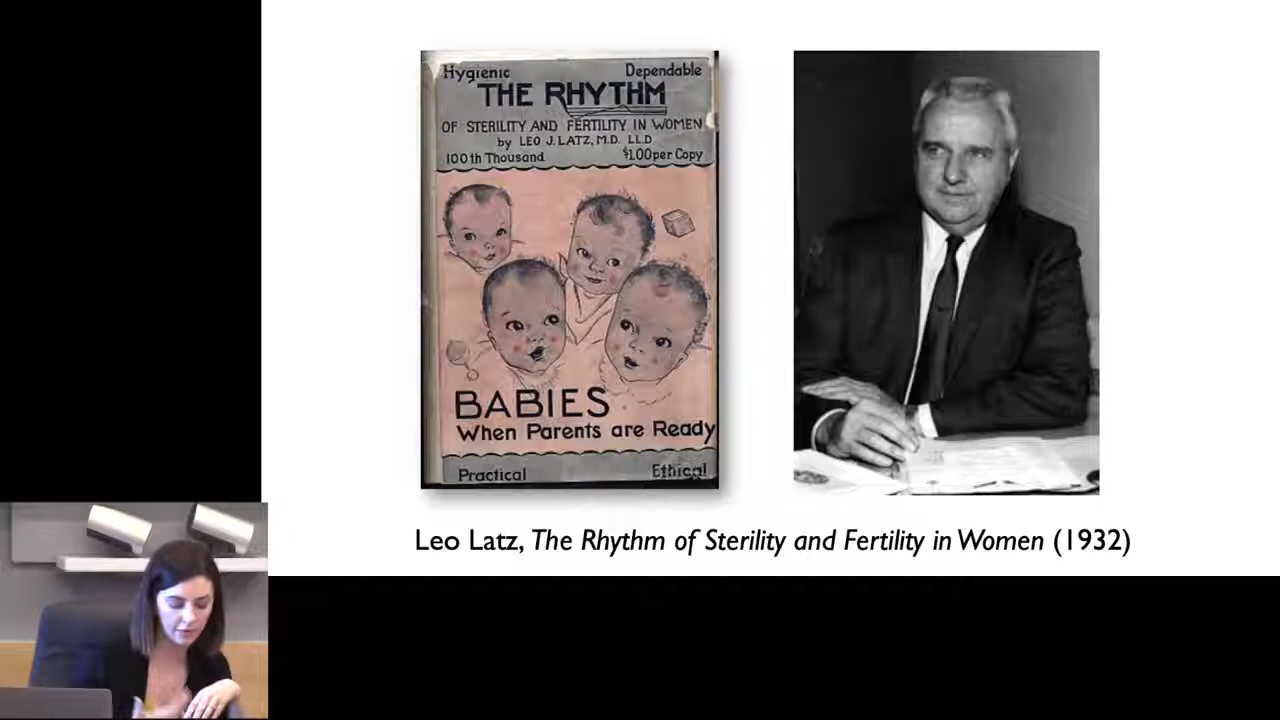 Hygienic Dependable
THE RHYTHM
OF STERILITY AND FERTILITY IN WOMEN
by LEO J. LATZ, M.D. LL.D
100th Thousand $1.00 per Copy
BABIES
When Parents are Ready
Practical Ethical
Leo Latz, The Rhythm of Sterility and Fertility in Women (1932)